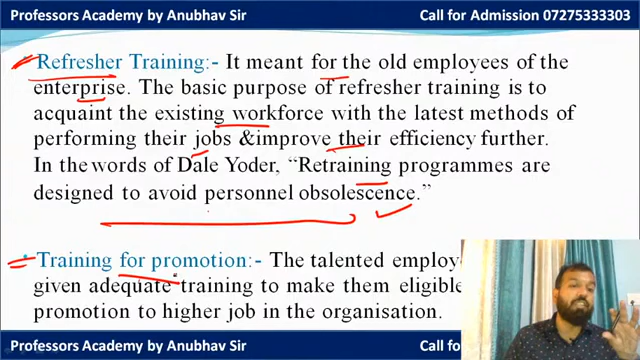 Professors Academy by Anubhav Sir Call for Admission 07275333303
Refresher Training:- It meant for the old employees of the
enterprise. The basic purpose of refresher training is to
acquaint the existing workforce with the latest methods of
performing their jobs &improve their efficiency further.
In the words of Dale Yoder, “Retraining programmes are
designed to avoid personnel obsolescence.”
• Training for promotion:- The talented employ
given adequate training to make them eligible
promotion to higher job in the organisation.
Professors Academy by Anubhav Sir Call fo